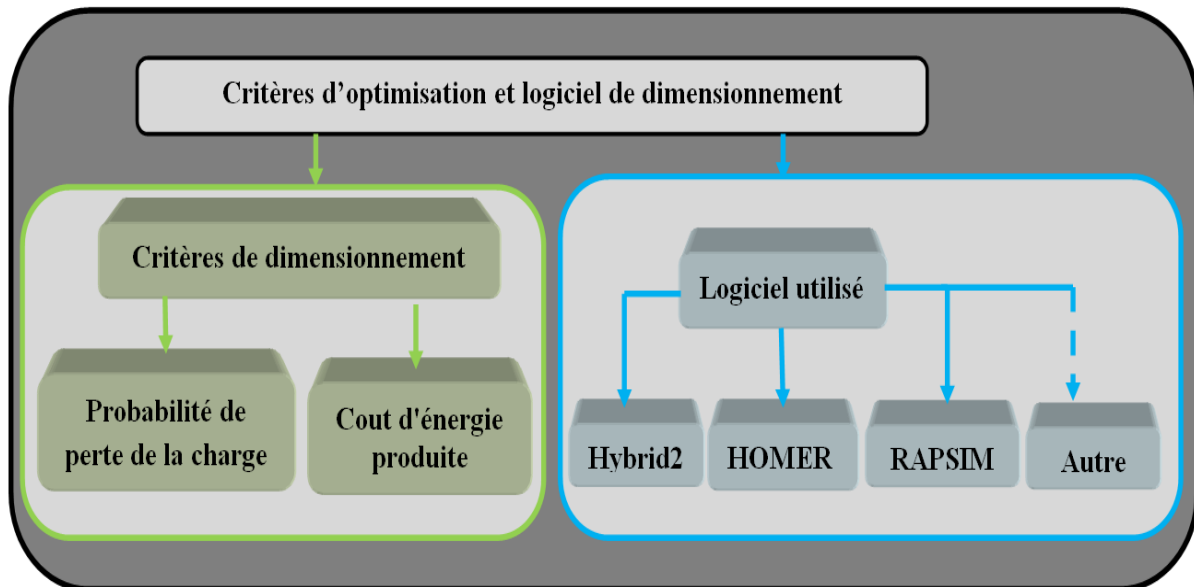 Critères d’optimisation et logiciel de dimensionnement
Critères de dimensionnement
Probabilité de
perte de la charge
Cout d'énergie
produite
Logiciel utilisé
Hybrid2
HOMER
RAPSIM
Autre